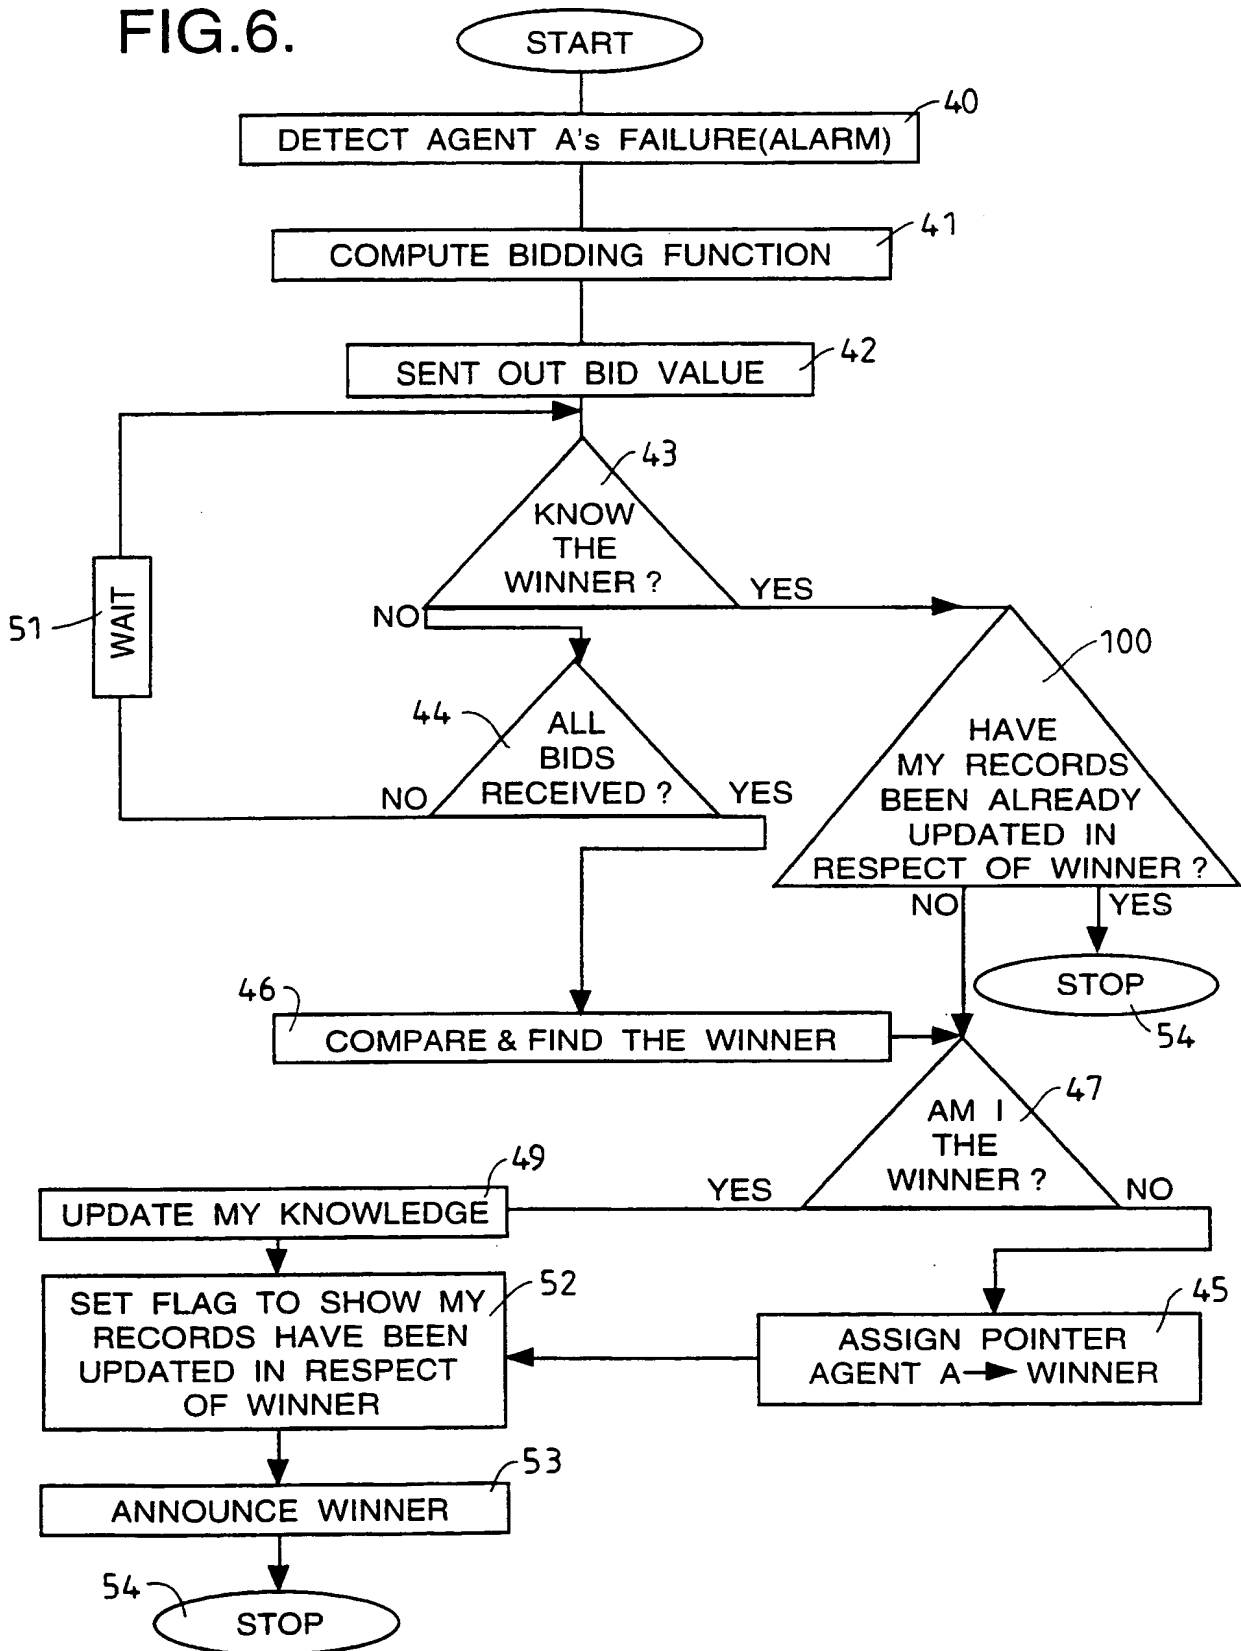 FIG.6.
START
40
DETECT AGENT A's FAILURE(ALARM)
41
COMPUTE BIDDING FUNCTION
42
SENT OUT BID VALUE
43
KNOW
THE
WINNER ?
NO
YES
51
WAIT
100
44
ALL
BIDS
RECEIVED ?
NO
YES
HAVE
MY RECORDS
BEEN ALREADY
UPDATED IN
RESPECT OF WINNER ?
NO
YES
STOP
54
46
COMPARE & FIND THE WINNER
47
AM I
THE
WINNER ?
YES
NO
49
UPDATE MY KNOWLEDGE
52
SET FLAG TO SHOW MY
RECORDS HAVE BEEN
UPDATED IN RESPECT
OF WINNER
45
ASSIGN POINTER
AGENT A → WINNER
53
ANNOUNCE WINNER
54
STOP